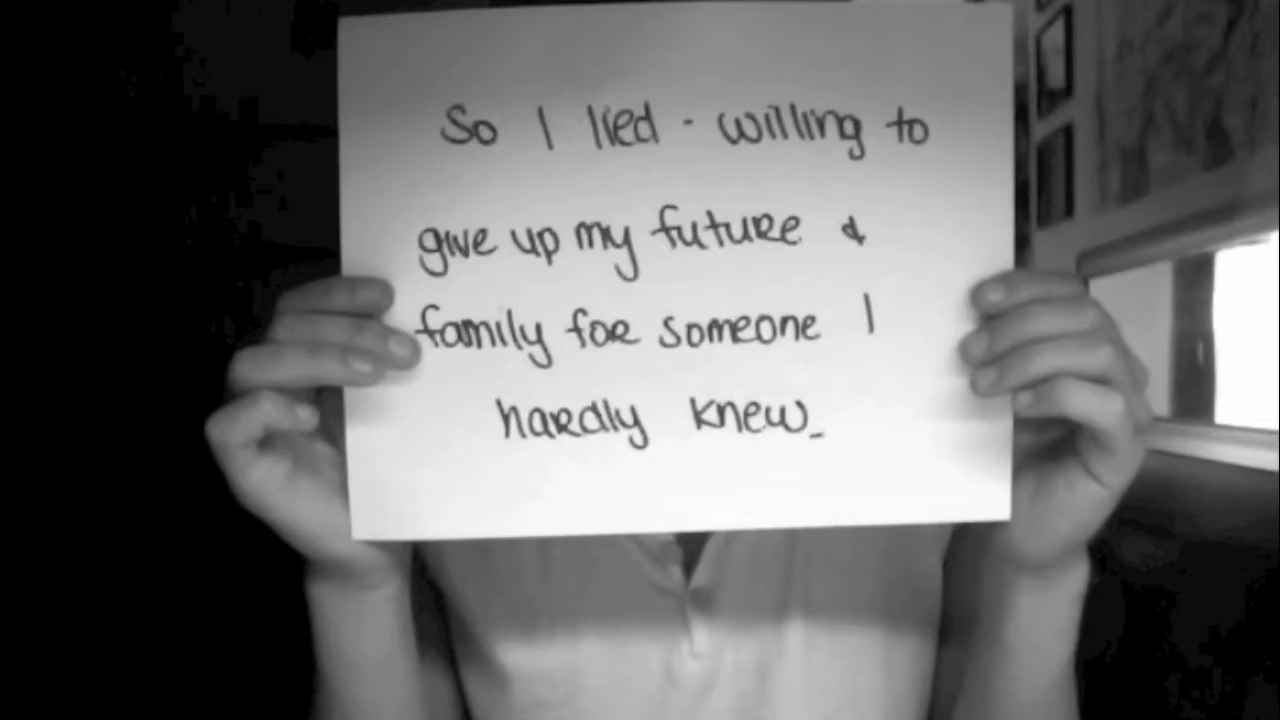 So I lied - willing to
give up my future &
family for someone I
hardly knew_